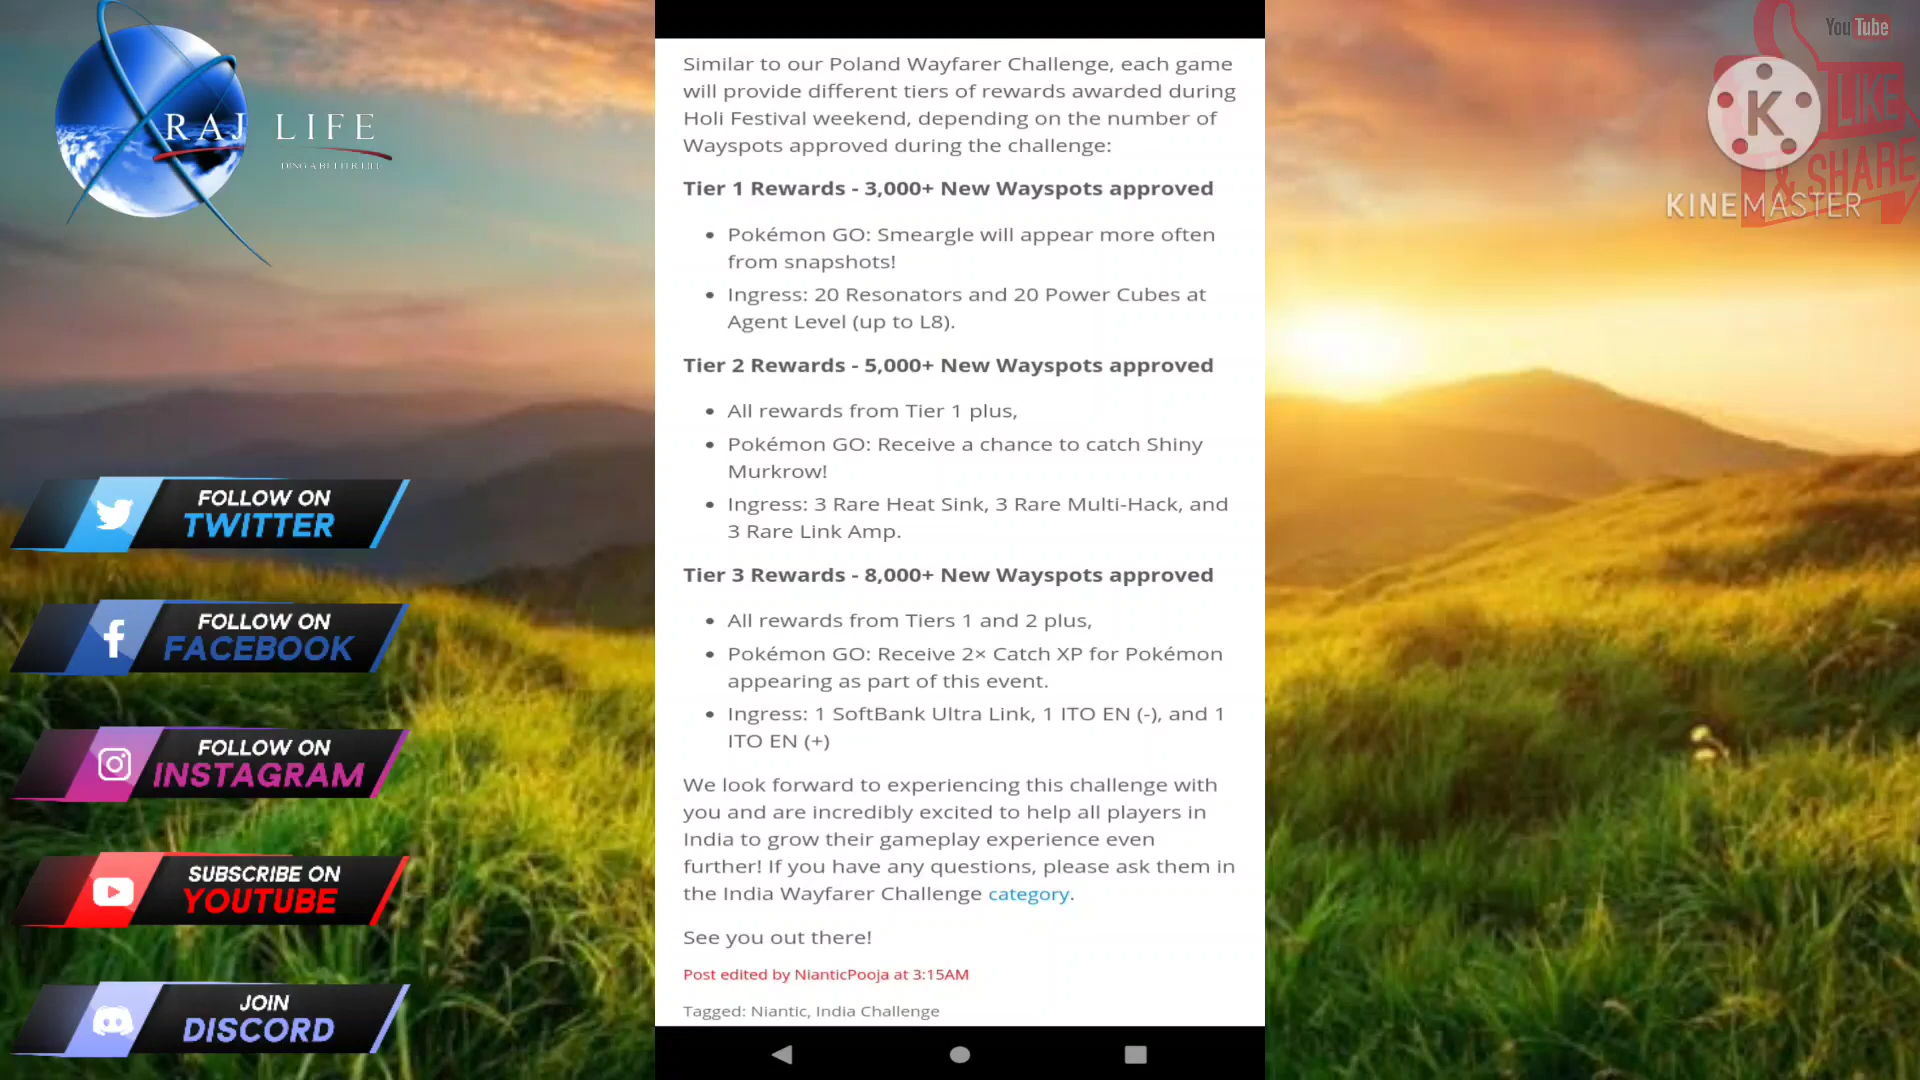 RAJ LIFE
YouTube
LIKE
& SHARE
K
KINEMASTER
Similar to our Poland Wayfarer Challenge, each game
will provide different tiers of rewards awarded during
Holi Festival weekend, depending on the number of
Wayspots approved during the challenge:
Tier 1 Rewards - 3,000+ New Wayspots approved
• Pokémon GO: Smeargle will appear more often
from snapshots!
• Ingress: 20 Resonators and 20 Power Cubes at
Agent Level (up to L8).
Tier 2 Rewards - 5,000+ New Wayspots approved
• All rewards from Tier 1 plus,
• Pokémon GO: Receive a chance to catch Shiny
Murkrow!
• Ingress: 3 Rare Heat Sink, 3 Rare Multi-Hack, and
3 Rare Link Amp.
Tier 3 Rewards - 8,000+ New Wayspots approved
• All rewards from Tiers 1 and 2 plus,
• Pokémon GO: Receive 2× Catch XP for Pokémon
appearing as part of this event.
• Ingress: 1 SoftBank Ultra Link, 1 ITO EN (-), and 1
ITO EN (+)
We look forward to experiencing this challenge with
you and are incredibly excited to help all players in
India to grow their gameplay experience even
further! If you have any questions, please ask them in
the India Wayfarer Challenge category.
See you out there!
Post edited by NianticPooja at 3:15AM
Tagged: Niantic, India Challenge
FOLLOW ON
TWITTER
FOLLOW ON
FACEBOOK
FOLLOW ON
INSTAGRAM
SUBSCRIBE ON
YOUTUBE
JOIN
DISCORD